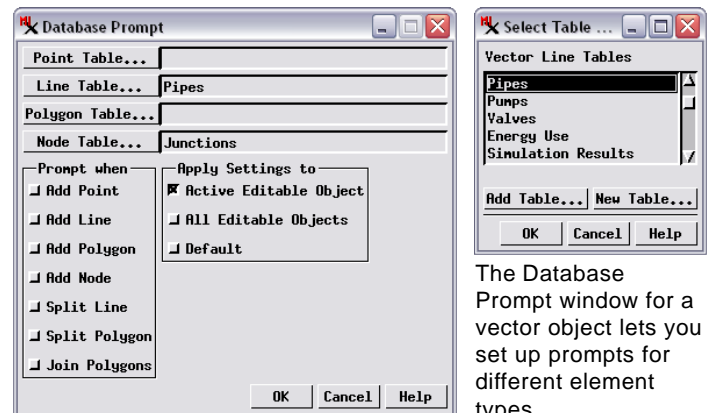 Database Prompt
Point Table...
Line Table... Pipes
Polygon Table...
Node Table... Junctions
Prompt when
Add Point
Add Line
Add Polygon
Add Node
Split Line
Split Polygon
Join Polygons
Apply Settings to
Active Editable Object
All Editable Objects
Default
OK Cancel Help
Select Table ...
Vector Line Tables
Pipes
Pumps
Valves
Energy Use
Simulation Results
Add Table... New Table...
OK Cancel Help
The Database
Prompt window for a
vector object lets you
set up prompts for
different element
types